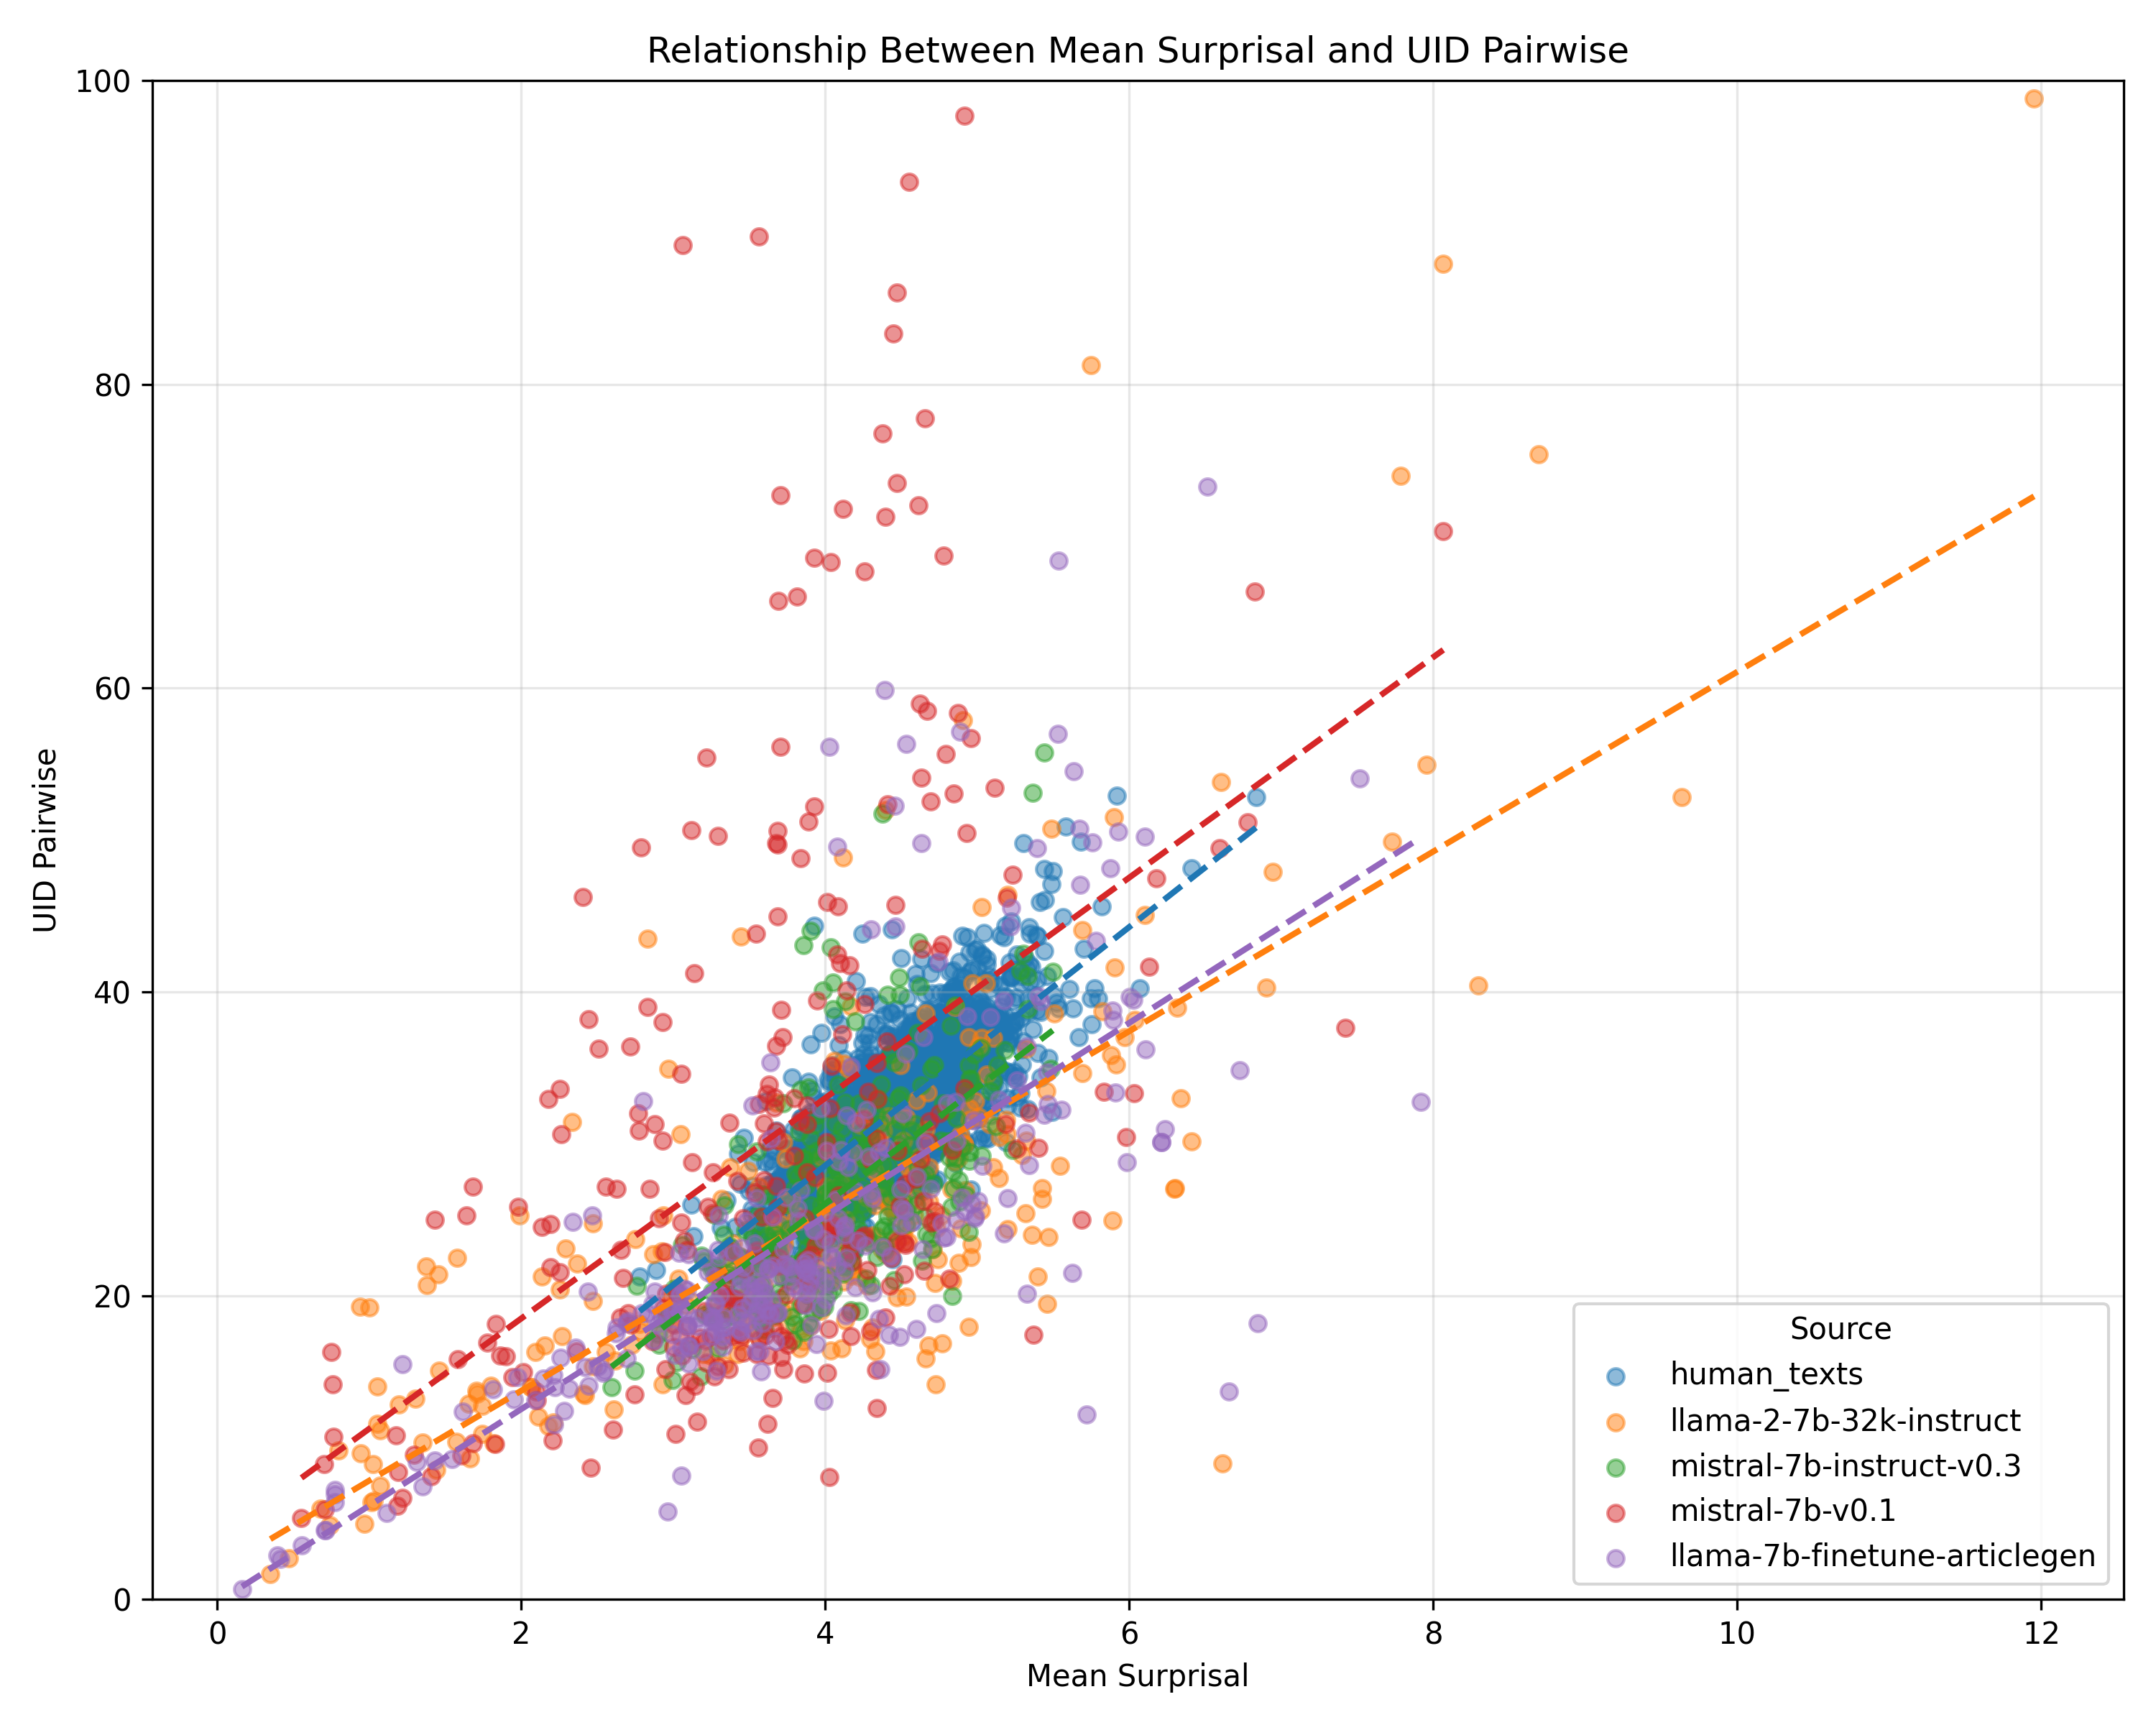 Relationship Between Mean Surprisal and UID Pairwise
100
80
60
40
20
0
UID Pairwise
0 2 4 6 8 10 12
Mean Surprisal
Source
human_texts
llama-2-7b-32k-instruct
mistral-7b-instruct-v0.3
mistral-7b-v0.1
llama-7b-finetune-articlegen